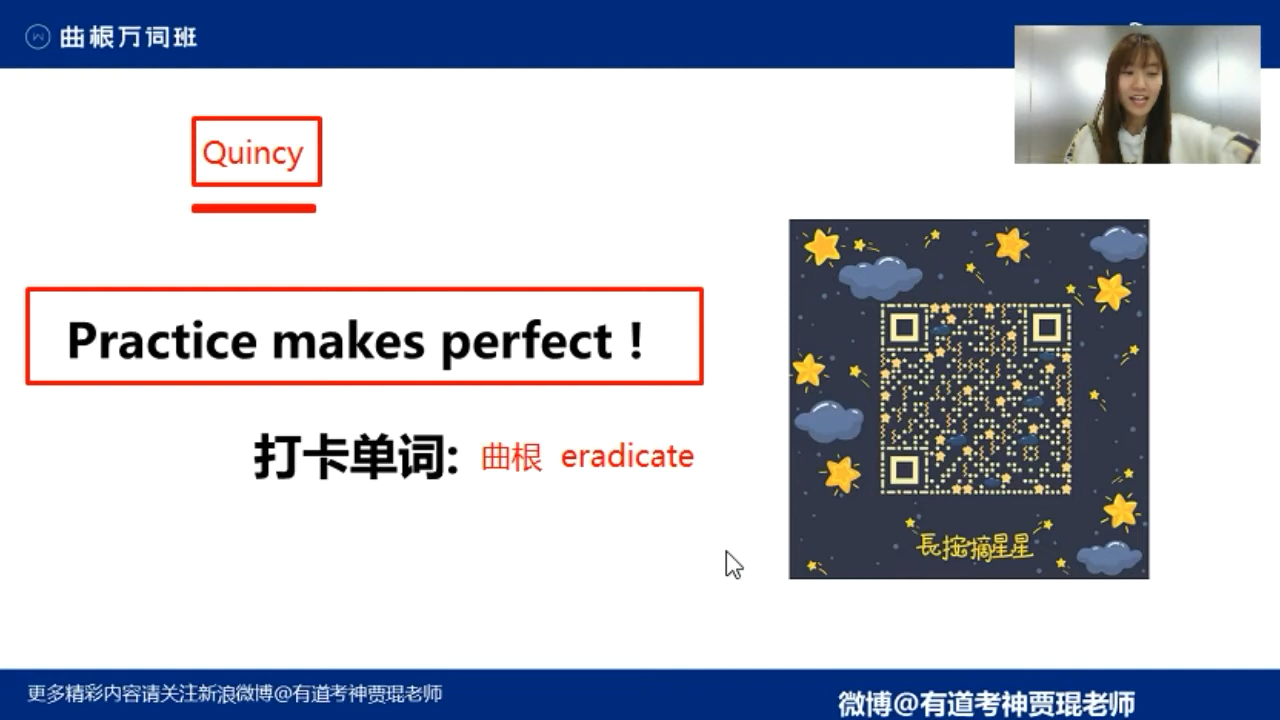 曲根万词班
Quincy
Practice makes perfect！
打卡单词: 曲根 eradicate
長按摘星星
更多精彩内容请关注新浪微博@有道考神贾琨老师
微博@有道考神贾琨老师